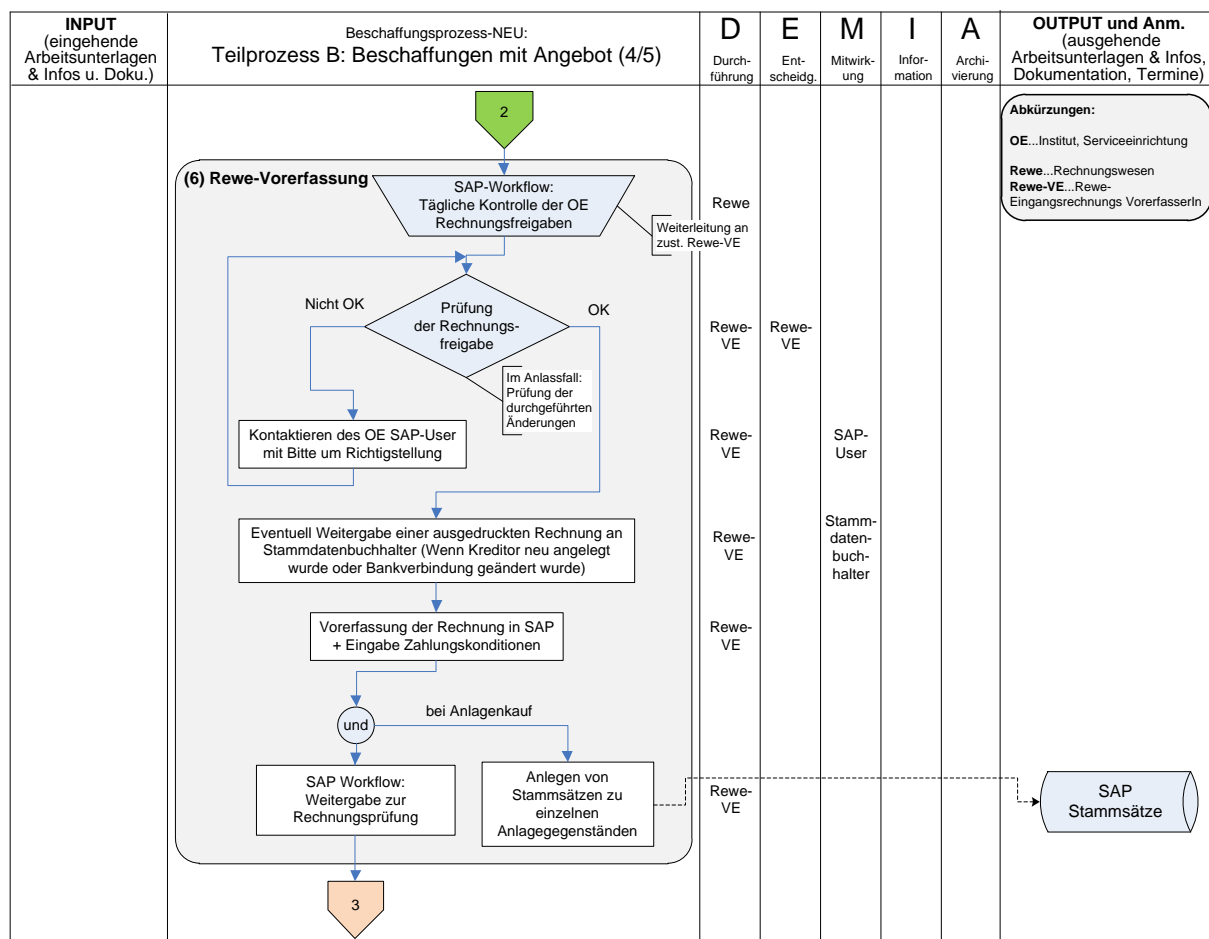 INPUT
(eingehende
Arbeitsunterlagen
& Infos u. Doku.)
Beschaffungsprozess-NEU:
Teilprozess B: Beschaffungen mit Angebot (4/5)
D
Durch-
führung
E
Ent-
scheidg.
M
Mitwirk-
ung
I
Infor-
mation
A
Archi-
vierung
OUTPUT und Anm.
(ausgehende
Arbeitsunterlagen & Infos,
Dokumentation, Termine)
2
Abkürzungen:
OE...Institut, Serviceeinrichtung
Rewe...Rechnungswesen
Rewe-VE...Rewe-
Eingangsrechnungs VorerfasserIn
(6) Rewe-Vorerfassung
SAP-Workflow:
Tägliche Kontrolle der OE
Rechnungsfreigaben
Rewe
Weiterleitung an
zust. Rewe-VE
Nicht OK
Prüfung
der Rechnungs-
freigabe
OK
Rewe-
VE
Rewe-
VE
Im Anlassfall:
Prüfung der
durchgeführten
Änderungen
Kontaktieren des OE SAP-User
mit Bitte um Richtigstellung
Rewe-
VE
SAP-
User
Eventuell Weitergabe einer ausgedruckten Rechnung an
Stammdatenbuchhalter (Wenn Kreditor neu angelegt
wurde oder Bankverbindung geändert wurde)
Rewe-
VE
Stamm-
daten-
buch-
halter
Vorerfassung der Rechnung in SAP
+ Eingabe Zahlungskonditionen
Rewe-
VE
und
bei Anlagenkauf
SAP Workflow:
Weitergabe zur
Rechnungsprüfung
Anlegen von
Stammsätzen zu
einzelnen
Anlagegegenständen
Rewe-
VE
SAP
Stammsätze
3